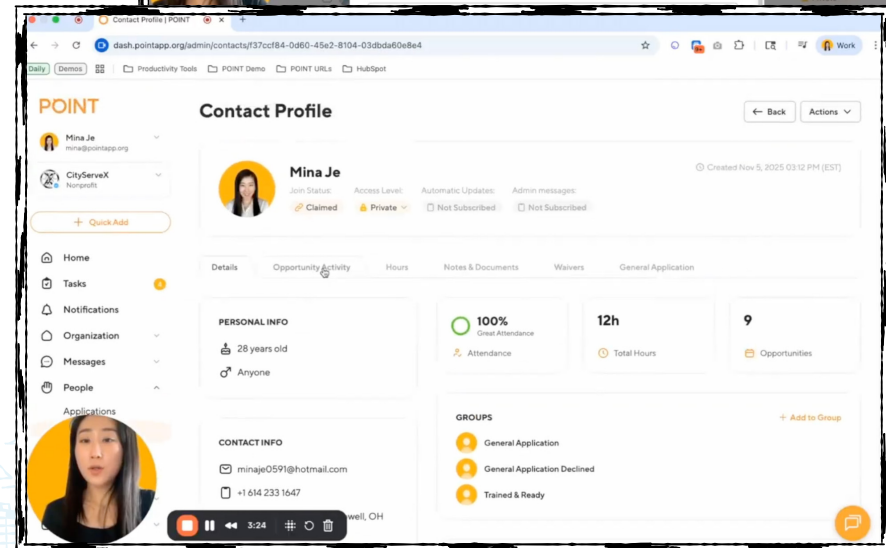 Contact Profile | POINT
dash.pointapp.org/admin/contacts/f37ccf84-0d60-45e2-8104-03dbda60e8e4
Work
Daily
Demos
Productivity Tools
POINT Demo
POINT URLs
HubSpot
POINT
Mina Je
mina@pointapp.org
CityServeX
Nonprofit
+ Quick Add
Home
Tasks
Notifications
Organization
Messages
People
Applications
Contact Profile
← Back
Actions
Mina Je
Created Nov 5, 2025 03:12 PM (EST)
Join Status: Access Level: Automatic Updates: Admin messages:
Claimed Private Not Subscribed Not Subscribed
Details Opportunity Activity Hours Notes & Documents Waivers General Application
PERSONAL INFO
28 years old
Anyone
100%
Great Attendance
Attendance
12h
Total Hours
9
Opportunities
CONTACT INFO
minaje0591@hotmail.com
+1 614 233 1647
well, OH
GROUPS
+ Add to Group
General Application
General Application Declined
Trained & Ready
3:24